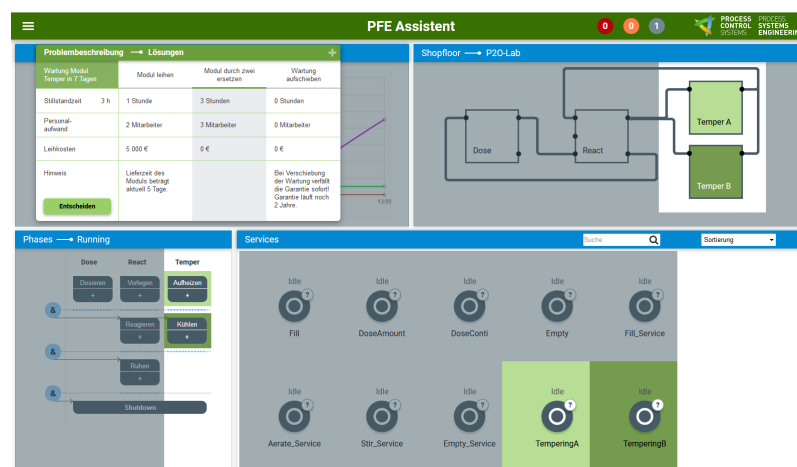 PFE Assistent
0 0 1
PROCESS PROCESS
CONTROL SYSTEMS
SYSTEMS ENGINEERIN
Problembeschreibung Lösungen +
Wartung Modul
Temper in 7 Tagen
Modul leihen
Modul durch zwei
ersetzen
Wartung
aufschieben
Stillstandzeit 3 h 1 Stunde 3 Stunden 0 Stunden
Personal-
aufwand
2 Mitarbeiter 3 Mitarbeiter 0 Mitarbeiter
Leihkosten 5.000 € 0 € 0 €
Hinweis
Lieferzeit des
Moduls beträgt
aktuell 5 Tage.
Bei Verschiebung
der Wartung verfällt
die Garantie sofort!
Garantie läuft noch
2 Jahre.
Entscheiden
13:59
Shopfloor P2O-Lab
Dose
React
Temper A
Temper B
Phases Running
Dose React Temper
Dosieren Vorlegen Aufheizen
+ + +
&
Reagieren Kühlen
+ +
&
Ruhen
+
&
Shutdown
Services
Suche
Sortierung
Idle Idle Idle Idle Idle
? ? ? ? ?
Fill DoseAmount DoseConti Empty Fill_Service
Idle Idle Idle Idle Idle
? ? ? ? ?
Aerate_Service Stir_Service Empty_Service TemperingA TemperingB